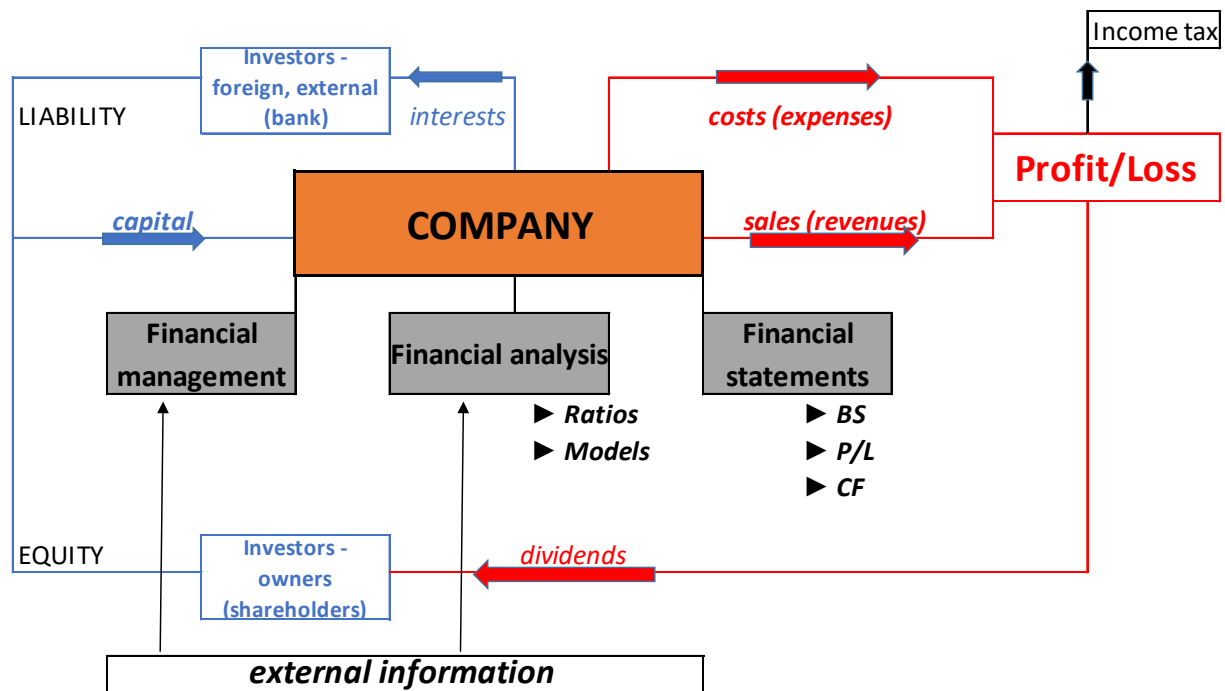 Income tax
Investors -
foreign, external
(bank)
LIABILITY
interests
costs (expenses)
Profit/Loss
capital
COMPANY
sales (revenues)
Financial
management
Financial analysis
Financial
statements
► Ratios
► Models
► BS
► P/L
► CF
EQUITY
Investors -
owners
(shareholders)
dividends
external information